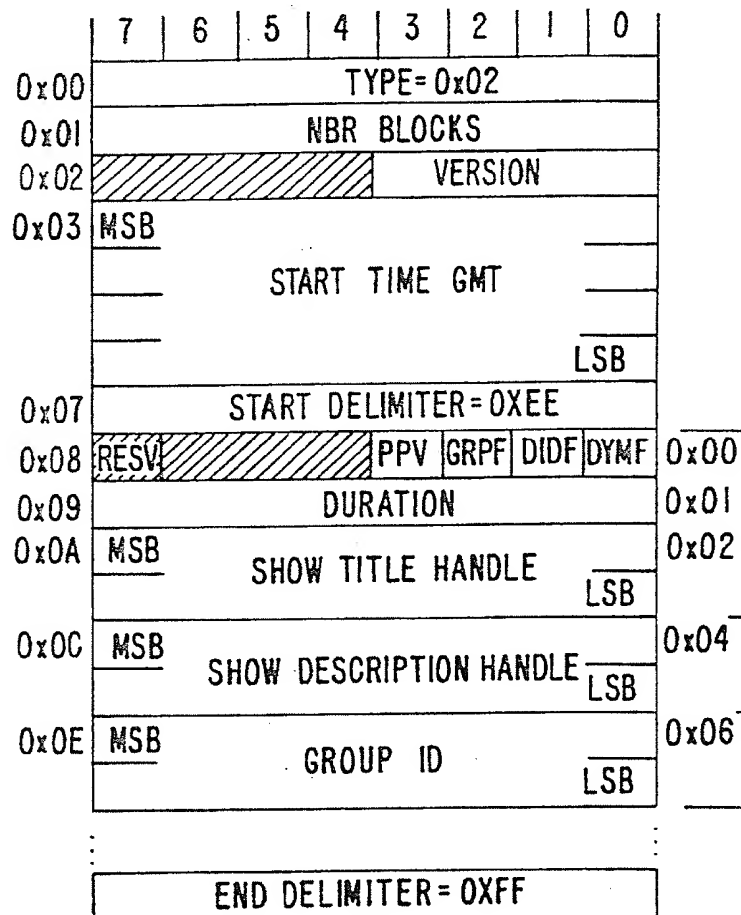 7 6 5 4 3 2 1 0
0x00 TYPE=0x02
0x01 NBR BLOCKS
0x02 VERSION
0x03 MSB
START TIME GMT
LSB
0x07 START DELIMITER=0XEE
0x08 RESV PPV GRPF DIDF DYMF 0x00
0x09 DURATION 0x01
0x0A MSB 0x02
SHOW TITLE HANDLE
LSB
0x0C MSB 0x04
SHOW DESCRIPTION HANDLE
LSB
0x0E MSB 0x06
GROUP ID
LSB
END DELIMITER=0XFF